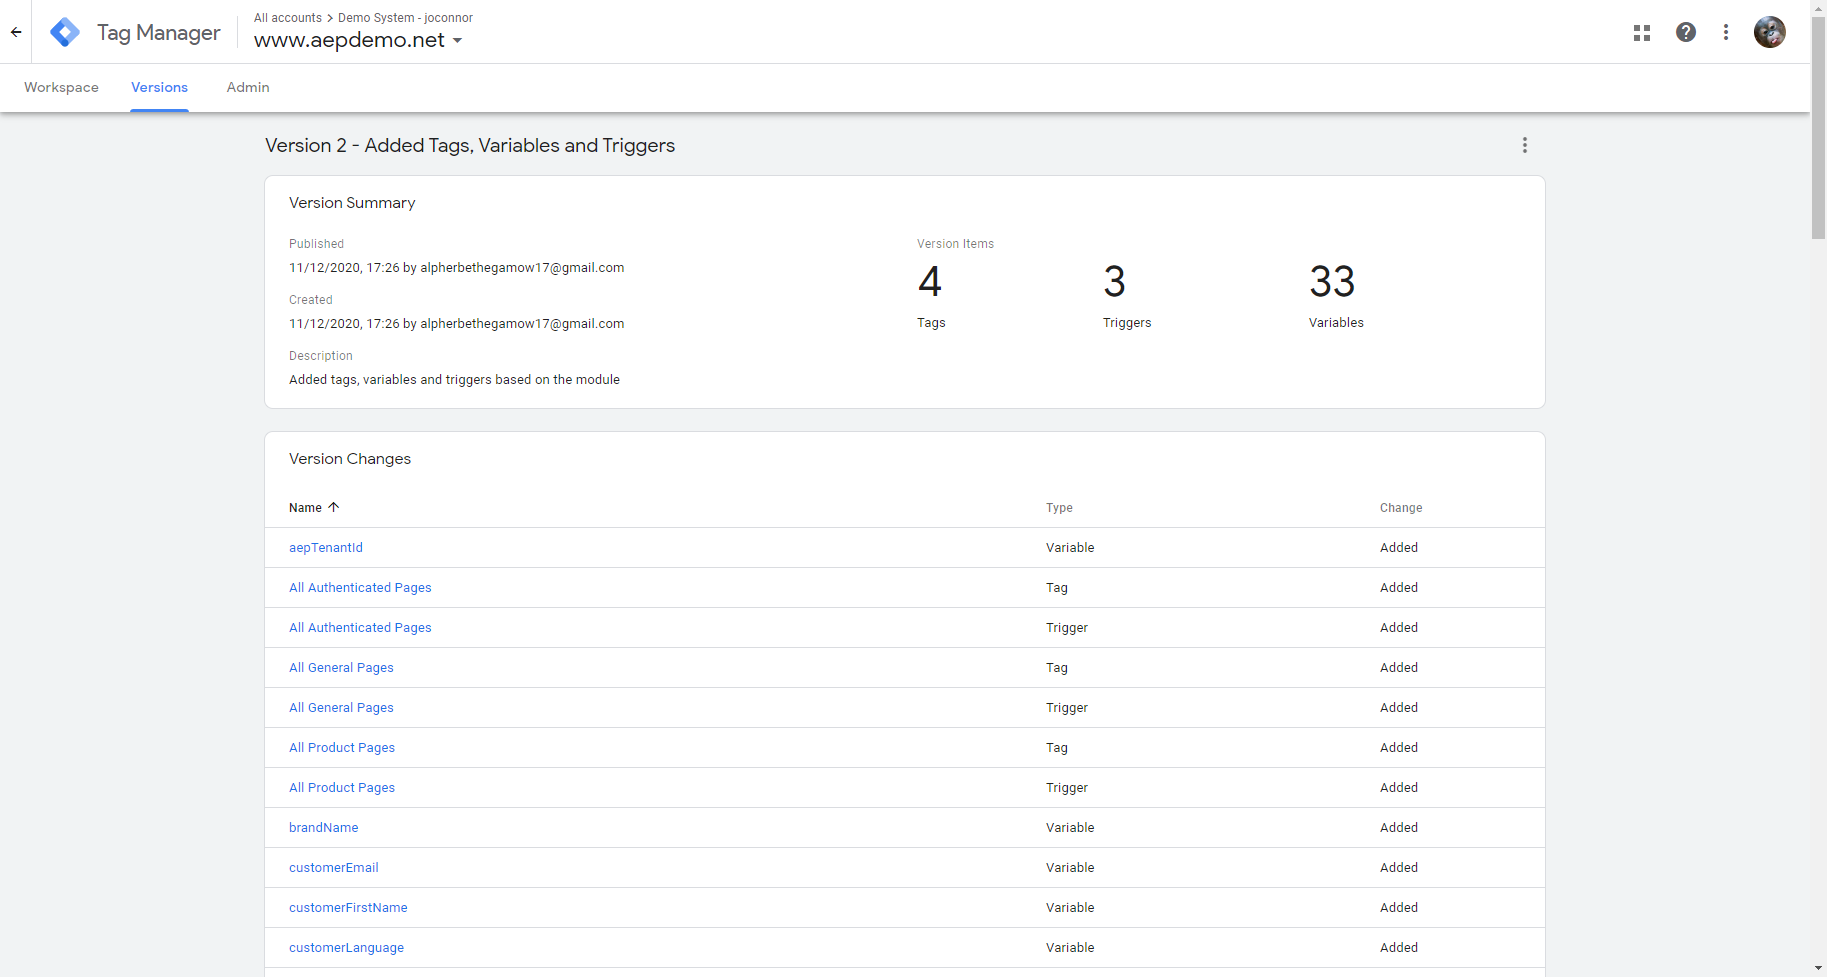 All accounts > Demo System - joconnor
Tag Manager
www.aepdemo.net
Workspace Versions Admin
Version 2 - Added Tags, Variables and Triggers
Version Summary
Published
11/12/2020, 17:26 by alpherbethegamow17@gmail.com
Created
11/12/2020, 17:26 by alpherbethegamow17@gmail.com
Description
Added tags, variables and triggers based on the module
Version Items
4 3 33
Tags Triggers Variables
Version Changes
Name Type Change
aepTenantId Variable Added
All Authenticated Pages Tag Added
All Authenticated Pages Trigger Added
All General Pages Tag Added
All General Pages Trigger Added
All Product Pages Tag Added
All Product Pages Trigger Added
brandName Variable Added
customerEmail Variable Added
customerFirstName Variable Added
customerLanguage Variable Added